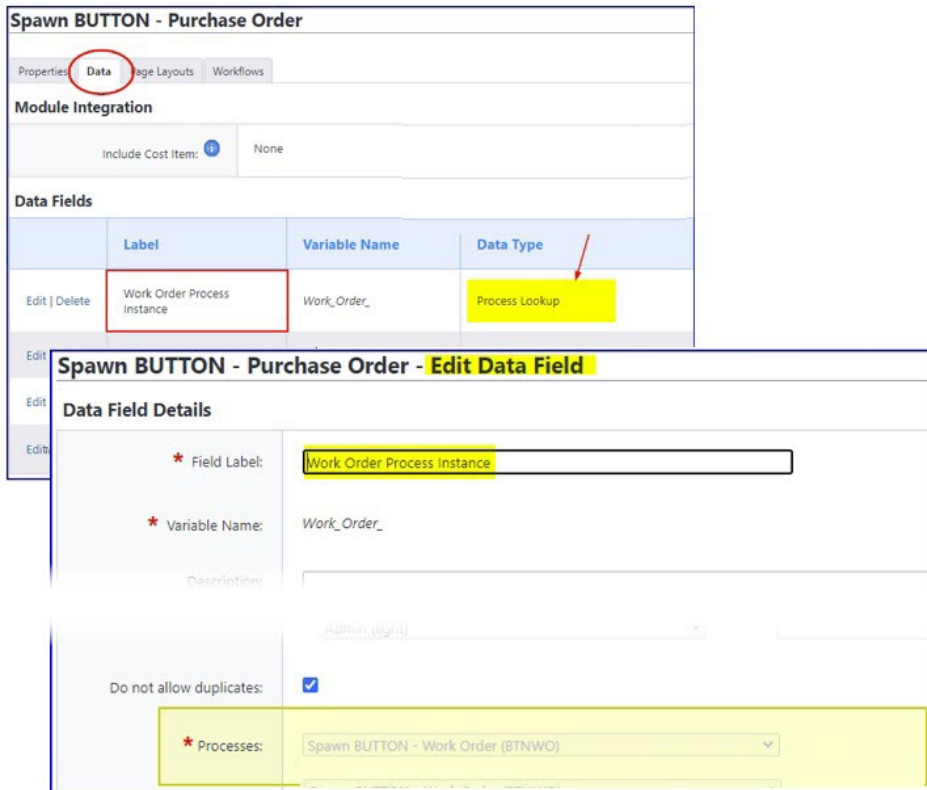 Spawn BUTTON - Purchase Order
Properties Data Page Layouts Workflows
Module Integration
Include Cost Item: None
Data Fields
Label Variable Name Data Type
Edit | Delete Work Order Process Instance Work_Order_ Process Lookup
Edit
Edit
Edit
Spawn BUTTON - Purchase Order - Edit Data Field
Data Field Details
* Field Label: Work Order Process Instance
* Variable Name: Work_Order_
Description:
Admin (light)
Do not allow duplicates:
* Processes: Spawn BUTTON - Work Order (BTNWO)